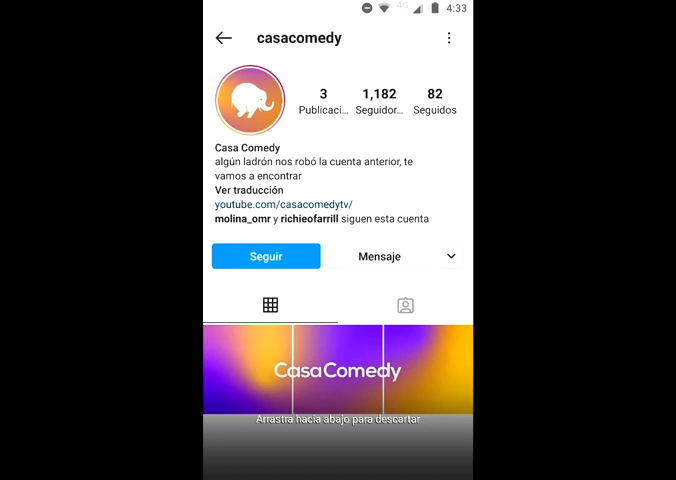 4G 4:33
casacomedy
3 1,182 82
Publicaci... Seguidor... Seguidos
Casa Comedy
algún ladrón nos robó la cuenta anterior, te
vamos a encontrar
Ver traducción
youtube.com/casacomedytv/
molina_omr y richieofarrill siguen esta cuenta
Seguir Mensaje
CasaComedy
Arrastra hacia abajo para descartar